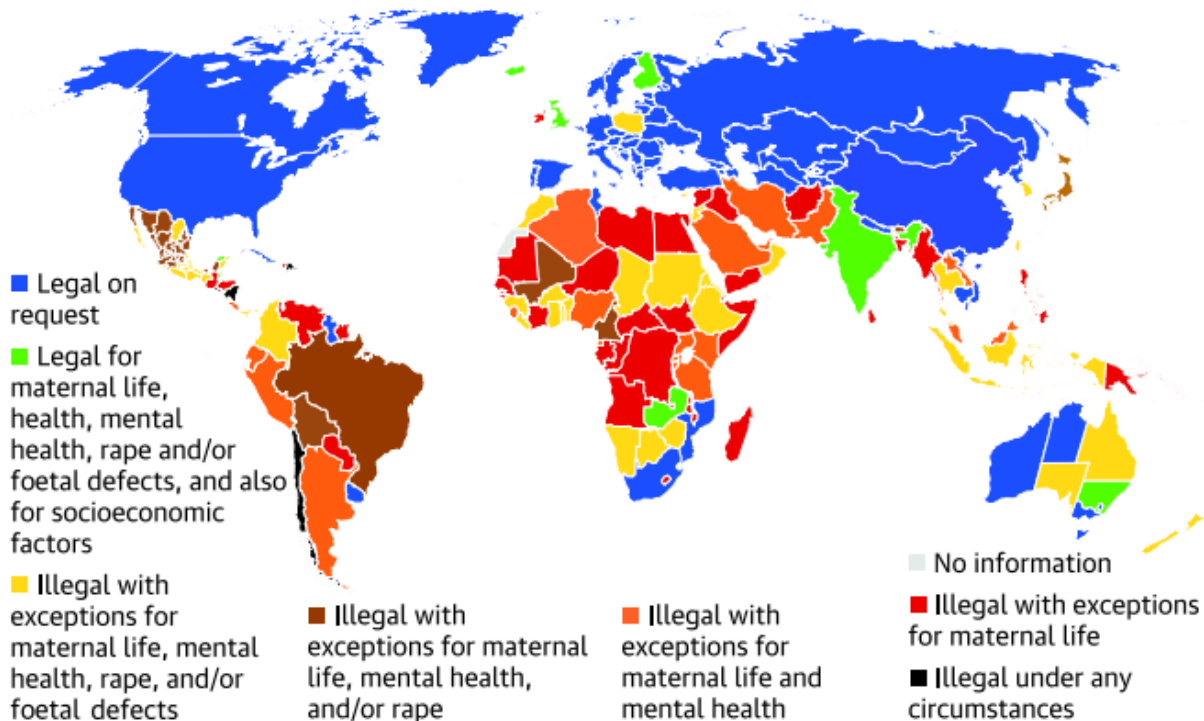 Legal on
request
Legal for
maternal life,
health, mental
health, rape and/or
foetal defects, and also
for socioeconomic
factors
Illegal with
exceptions for
maternal life, mental
health, rape, and/or
foetal defects
Illegal with
exceptions for maternal
life, mental health,
and/or rape
Illegal with
exceptions for
maternal life and
mental health
No information
Illegal with exceptions
for maternal life
Illegal under any
circumstances